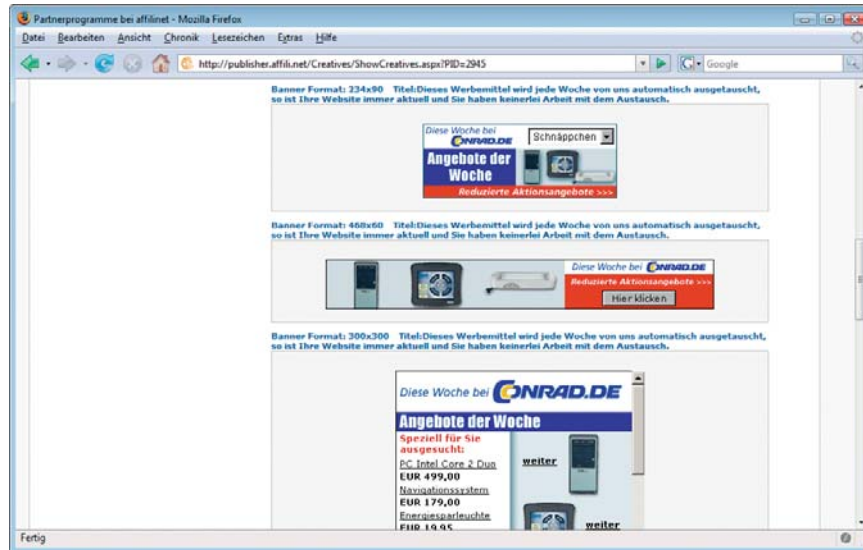 Partnerprogramme bei affilinet - Mozilla Firefox
Datei Bearbeiten Ansicht Chronik Lesezeichen Extras Hilfe
http://publisher.affili.net/Creatives/ShowCreatives.aspx?PID=2945
Google
Banner Format: 234x90 Titel:Dieses Werbemittel wird jede Woche von uns automatisch ausgetauscht,
so ist Ihre Website immer aktuell und Sie haben keinerlei Arbeit mit dem Austausch.
Diese Woche bei
CONRAD.DE
Schnäppchen
Angebote der
Woche
Reduzierte Aktionsangebote >>>
Banner Format: 468x60 Titel:Dieses Werbemittel wird jede Woche von uns automatisch ausgetauscht,
so ist Ihre Website immer aktuell und Sie haben keinerlei Arbeit mit dem Austausch.
Diese Woche bei CONRAD.DE
Reduzierte Aktionsangebote >>>
Hier klicken
Banner Format: 300x300 Titel:Dieses Werbemittel wird jede Woche von uns automatisch ausgetauscht,
so ist Ihre Website immer aktuell und Sie haben keinerlei Arbeit mit dem Austausch.
Diese Woche bei CONRAD.DE
Angebote der Woche
Speziell für Sie
ausgesucht:
PC Intel Core 2 Duo
EUR 499,00
weiter
Navigationssystem
EUR 179,00
Energiesparleuchte
EUR 19,95
weiter
Fertig